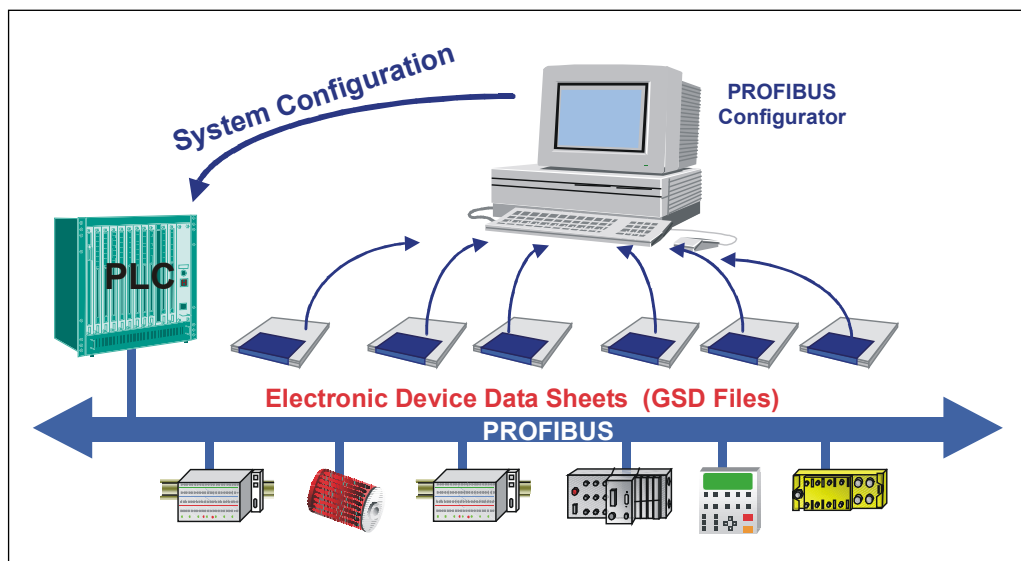 System Configuration
PROFIBUS
Configurator
PLC
Electronic Device Data Sheets (GSD Files)
PROFIBUS